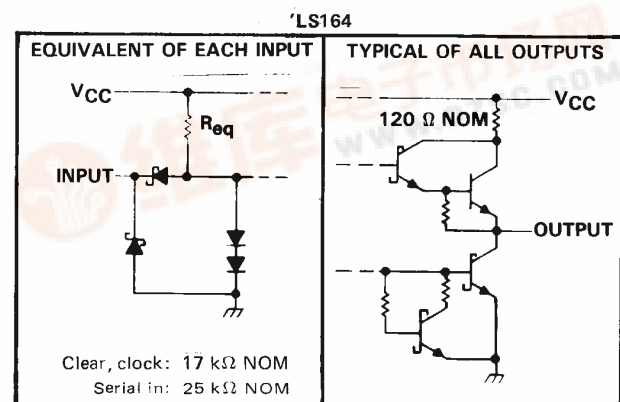 'LS164
EQUIVALENT OF EACH INPUT
VCC
Req
INPUT
Clear, clock: 17 kΩ NOM
Serial in: 25 kΩ NOM
TYPICAL OF ALL OUTPUTS
VCC
120 Ω NOM
OUTPUT